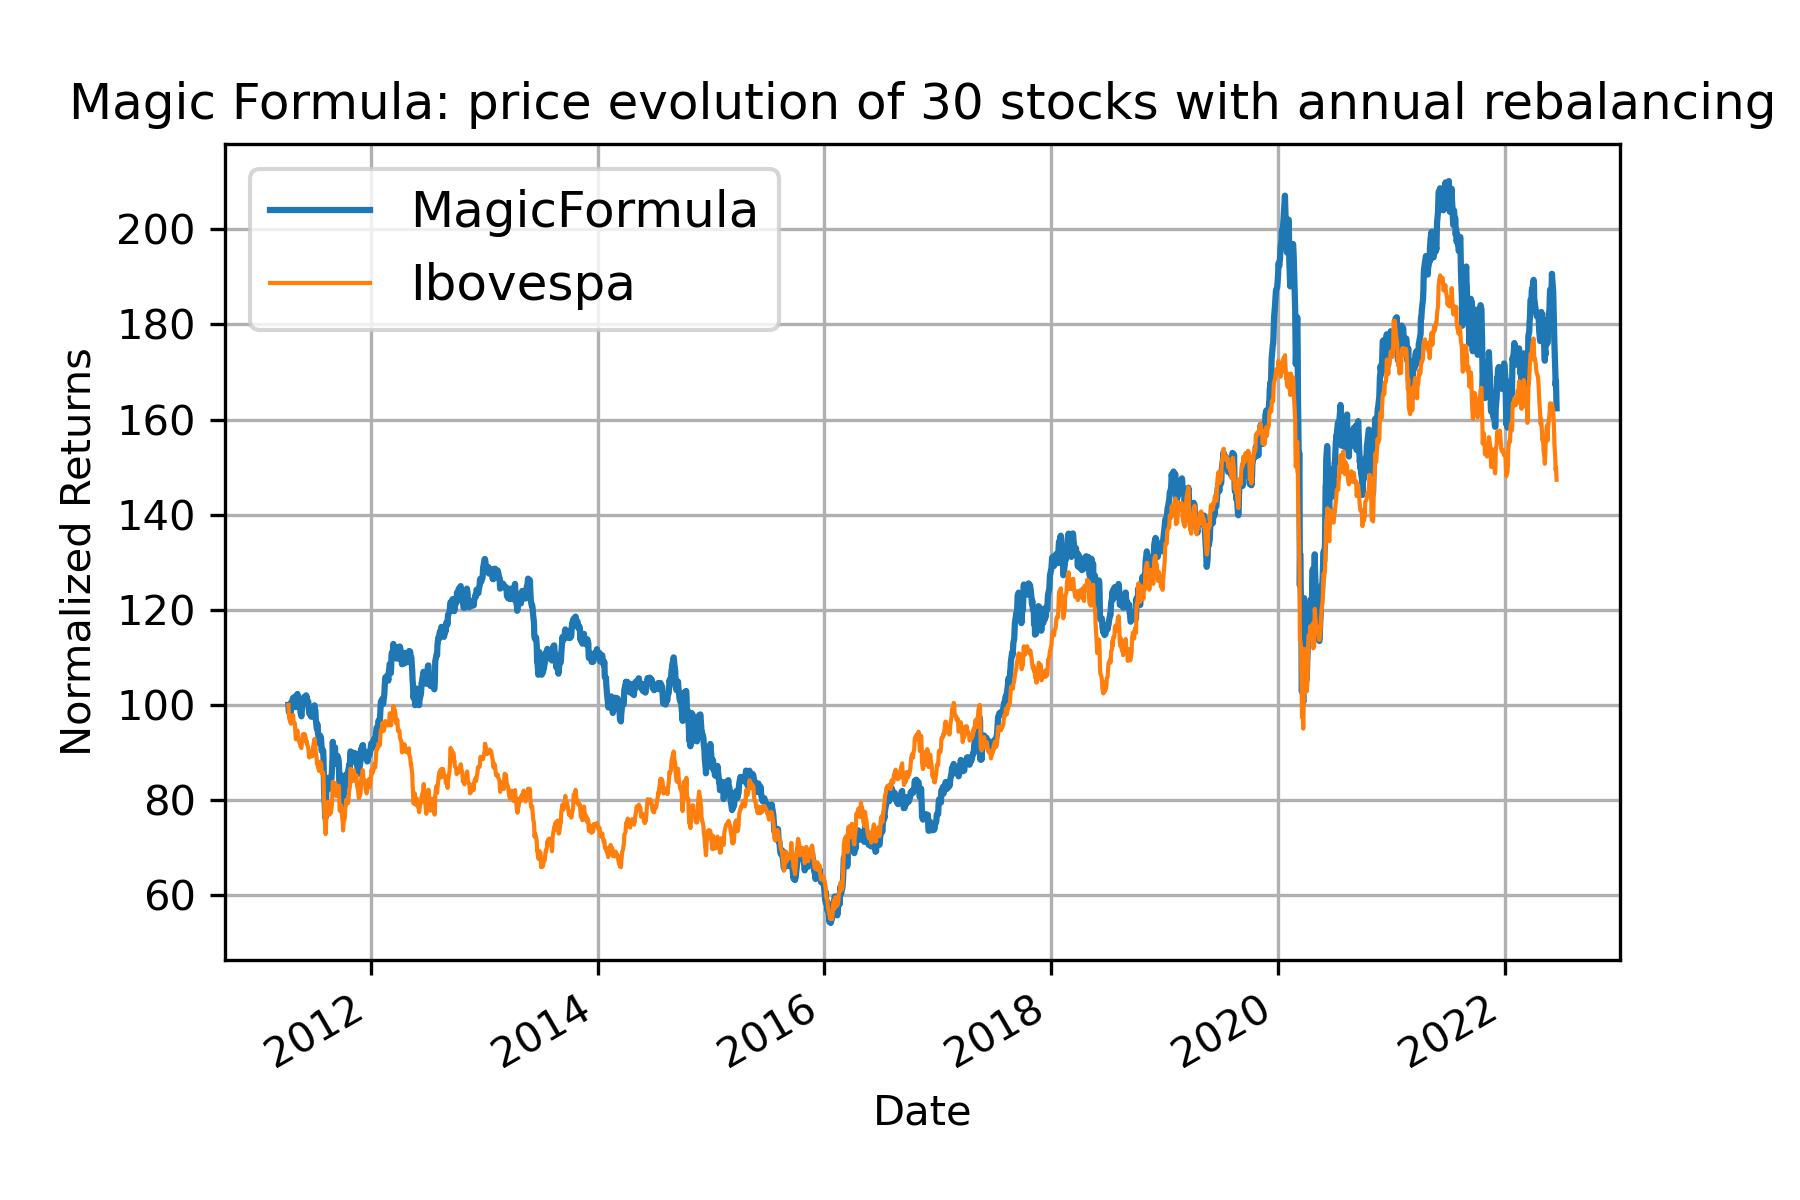 Magic Formula: price evolution of 30 stocks with annual rebalancing
MagicFormula
Ibovespa
Normalized Returns
200
180
160
140
120
100
80
60
2012
2014
2016
2018
2020
2022
Date